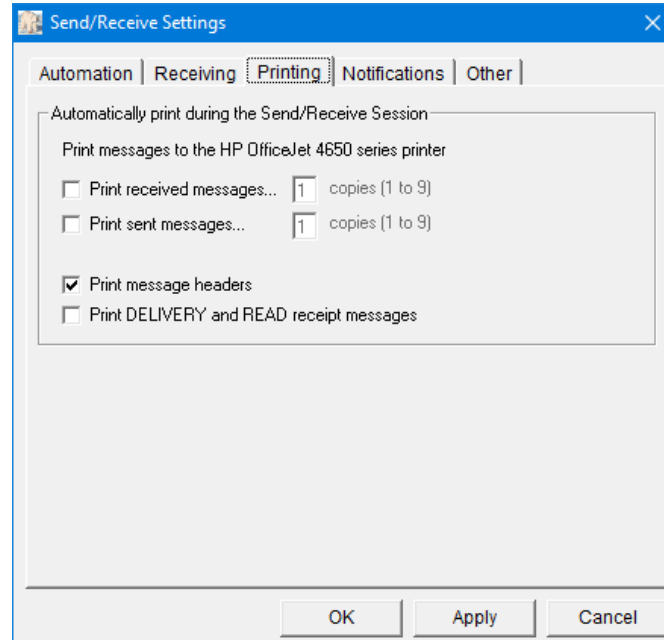 Send/Receive Settings
Automation Receiving Printing Notifications Other
Automatically print during the Send/Receive Session
Print messages to the HP OfficeJet 4650 series printer
Print received messages... 1 copies (1 to 9)
Print sent messages... 1 copies (1 to 9)
Print message headers
Print DELIVERY and READ receipt messages
OK Apply Cancel